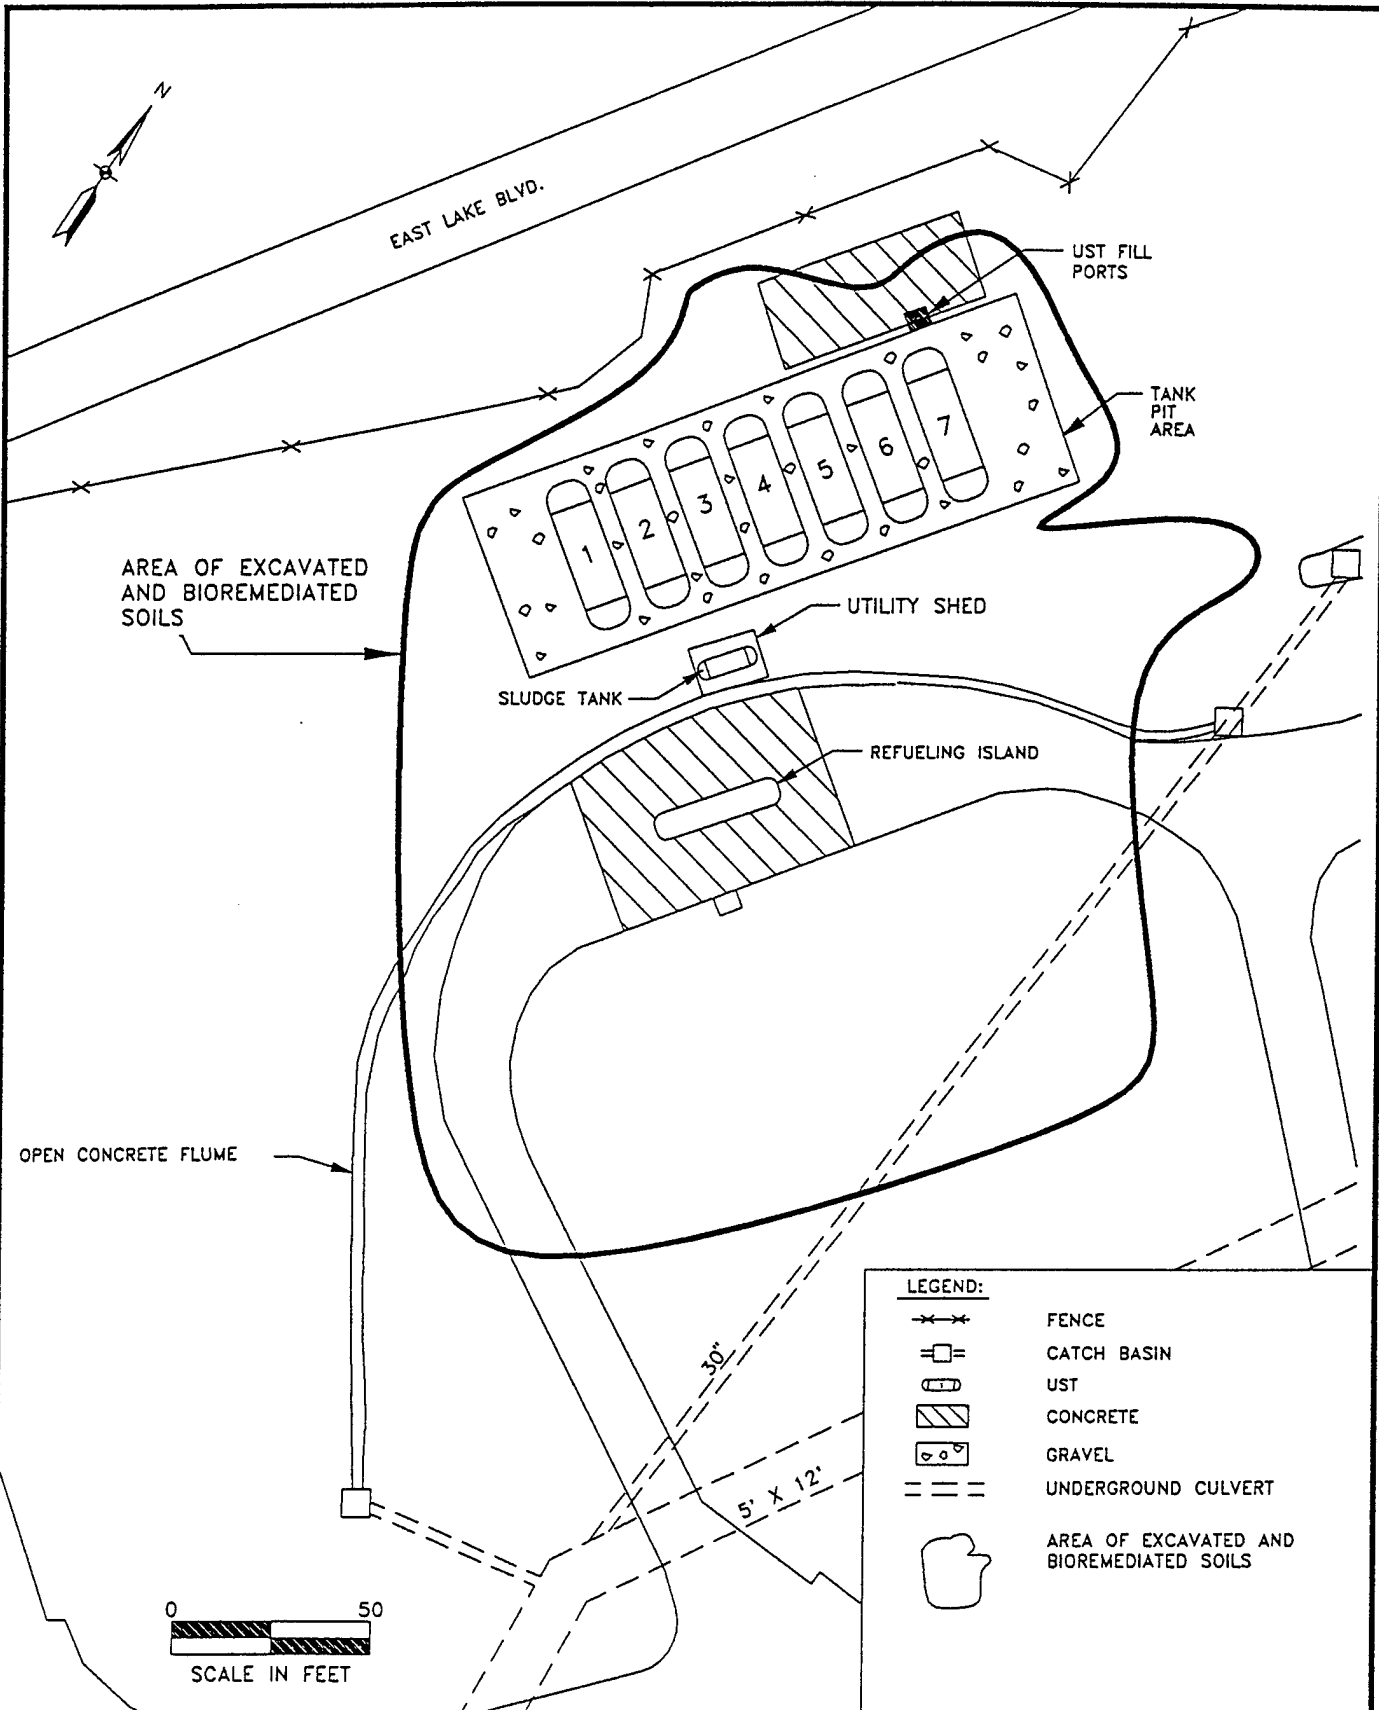 N
EAST LAKE BLVD.
UST FILL
PORTS
TANK
PIT
AREA
1
2
3
4
5
6
7
AREA OF EXCAVATED
AND BIOREMEDIATED
SOILS
UTILITY SHED
SLUDGE TANK
REFUELING ISLAND
OPEN CONCRETE FLUME
30"
5' X 12'
LEGEND:
FENCE
CATCH BASIN
1
UST
CONCRETE
GRAVEL
UNDERGROUND CULVERT
AREA OF EXCAVATED AND
BIOREMEDIATED SOILS
0 50
SCALE IN FEET